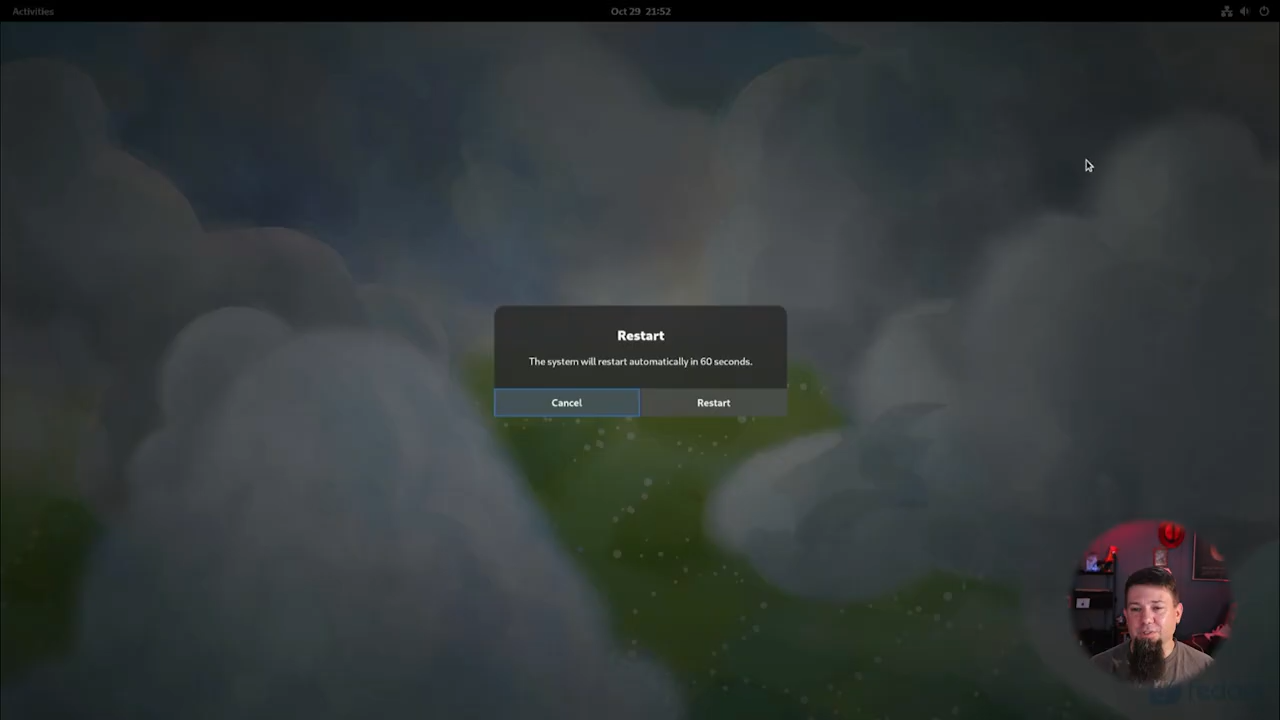 Activities
Oct 29 21:52
Restart
The system will restart automatically in 60 seconds.
Cancel
Restart